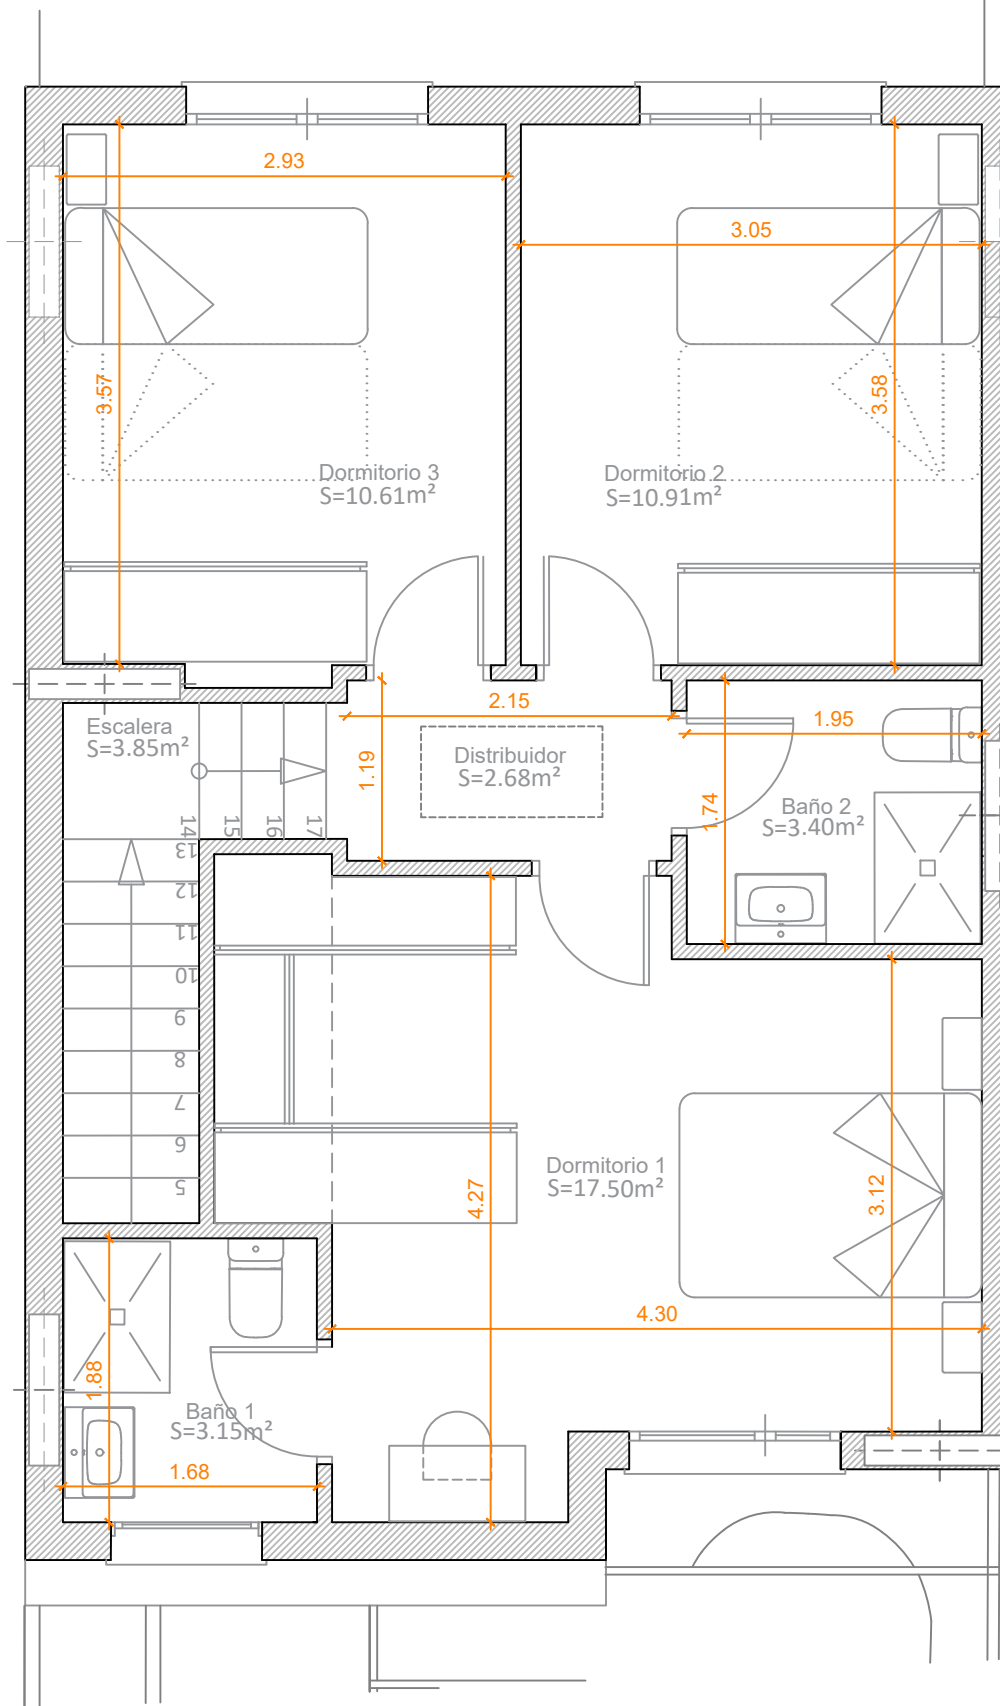 2.93
3.05
3.57
3.58
Dormitorio 3
S=10.61m²
Dormitorio 2
S=10.91m²
Escalera
S=3.85m²
2.15
1.19
Distribuidor
S=2.68m²
1.95
1.74
Baño 2
S=3.40m²
14
15
16
17
13
12
11
10
9
8
7
6
5
Dormitorio 1
S=17.50m²
4.27
3.12
4.30
1.88
Baño 1
S=3.15m²
1.68